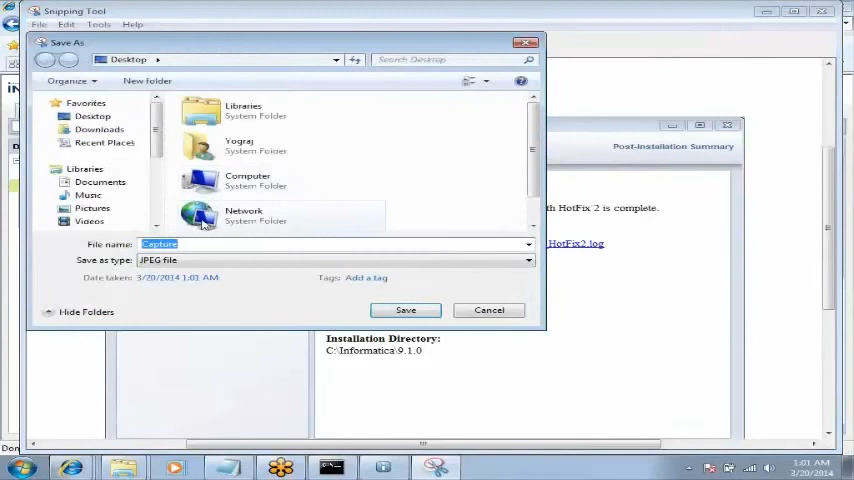 Snipping Tool
File Edit Tools Help
Save As
Desktop
Search Desktop
Organize New folder
Favorites
Desktop
Downloads
Recent Places
Libraries
Documents
Music
Pictures
Videos
Libraries
System Folder
Yograj
System Folder
Computer
System Folder
Network
System Folder
File name: Capture
Save as type: JPEG file
Date taken: 3/20/2014 1:01 AM Tags: Add a tag
Hide Folders Save Cancel
Post-Installation Summary
HotFix 2 is complete.
HotFix2.log
Installation Directory:
C:\Informatica\9.1.0
1:01 AM
3/20/2014